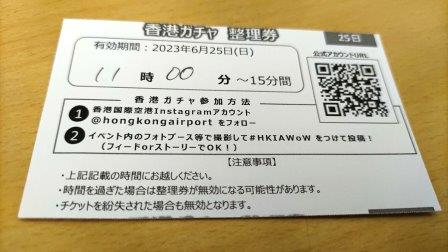 香港ガチャ 整理券
25日
有効期間：2023年6月25日(日)
公式アカウントURL
11 時 00 分 〜15分間
香港ガチャ参加方法
1 香港国際空港Instagramアカウント
@hongkongairport をフォロー
2 イベント内のフォトブース等で撮影して#HKIAWoW をつけて投稿！
（フィードorストーリーでOK！）
【注意事項】
・上記記載の時間にお越しください。
・時間を過ぎた場合は整理券が無効になる可能性があります。
・チケットを紛失された場合も無効となります。